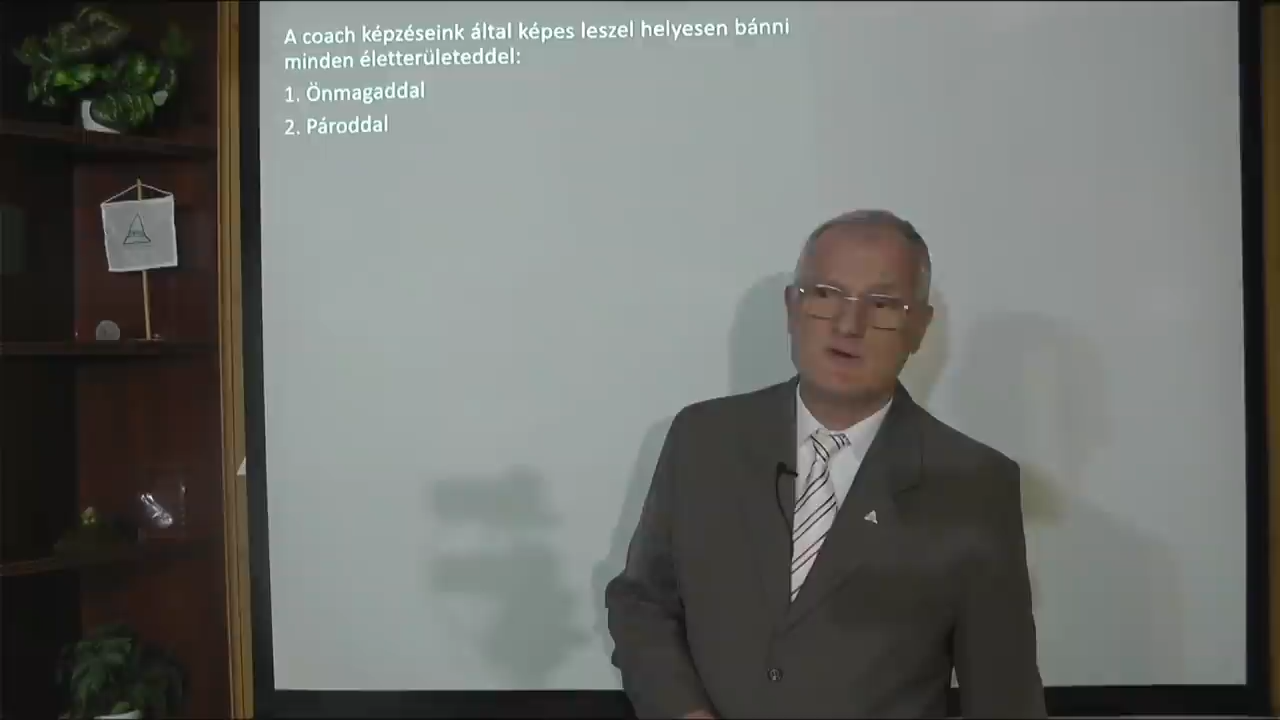 A coach képzéseink által képes leszel helyesen bánni
minden életterületeddel:
1. Önmagaddal
2. Pároddal